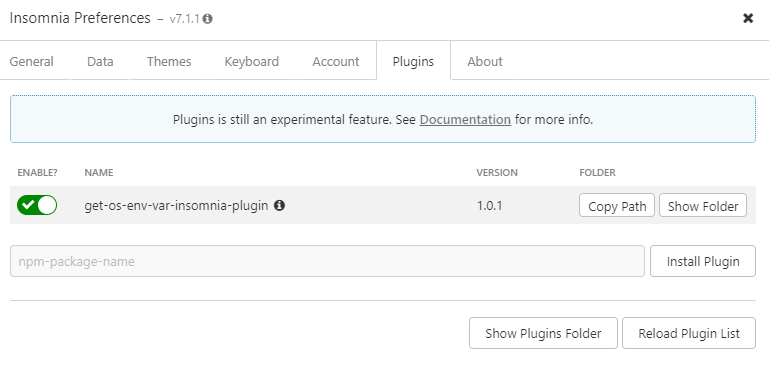 Insomnia Preferences – v7.1.1
General Data Themes Keyboard Account Plugins About
Plugins is still an experimental feature. See Documentation for more info.
ENABLE? NAME VERSION FOLDER
get-os-env-var-insomnia-plugin 1.0.1 Copy Path Show Folder
npm-package-name Install Plugin
Show Plugins Folder Reload Plugin List